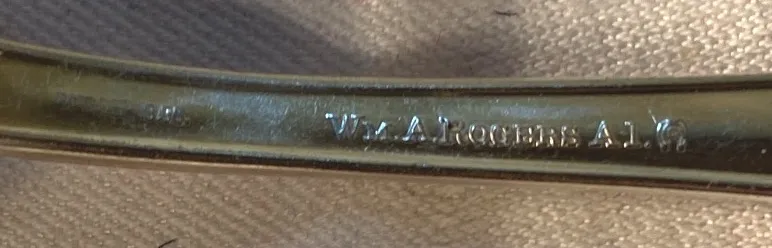 Wm. A. Rogers A1.